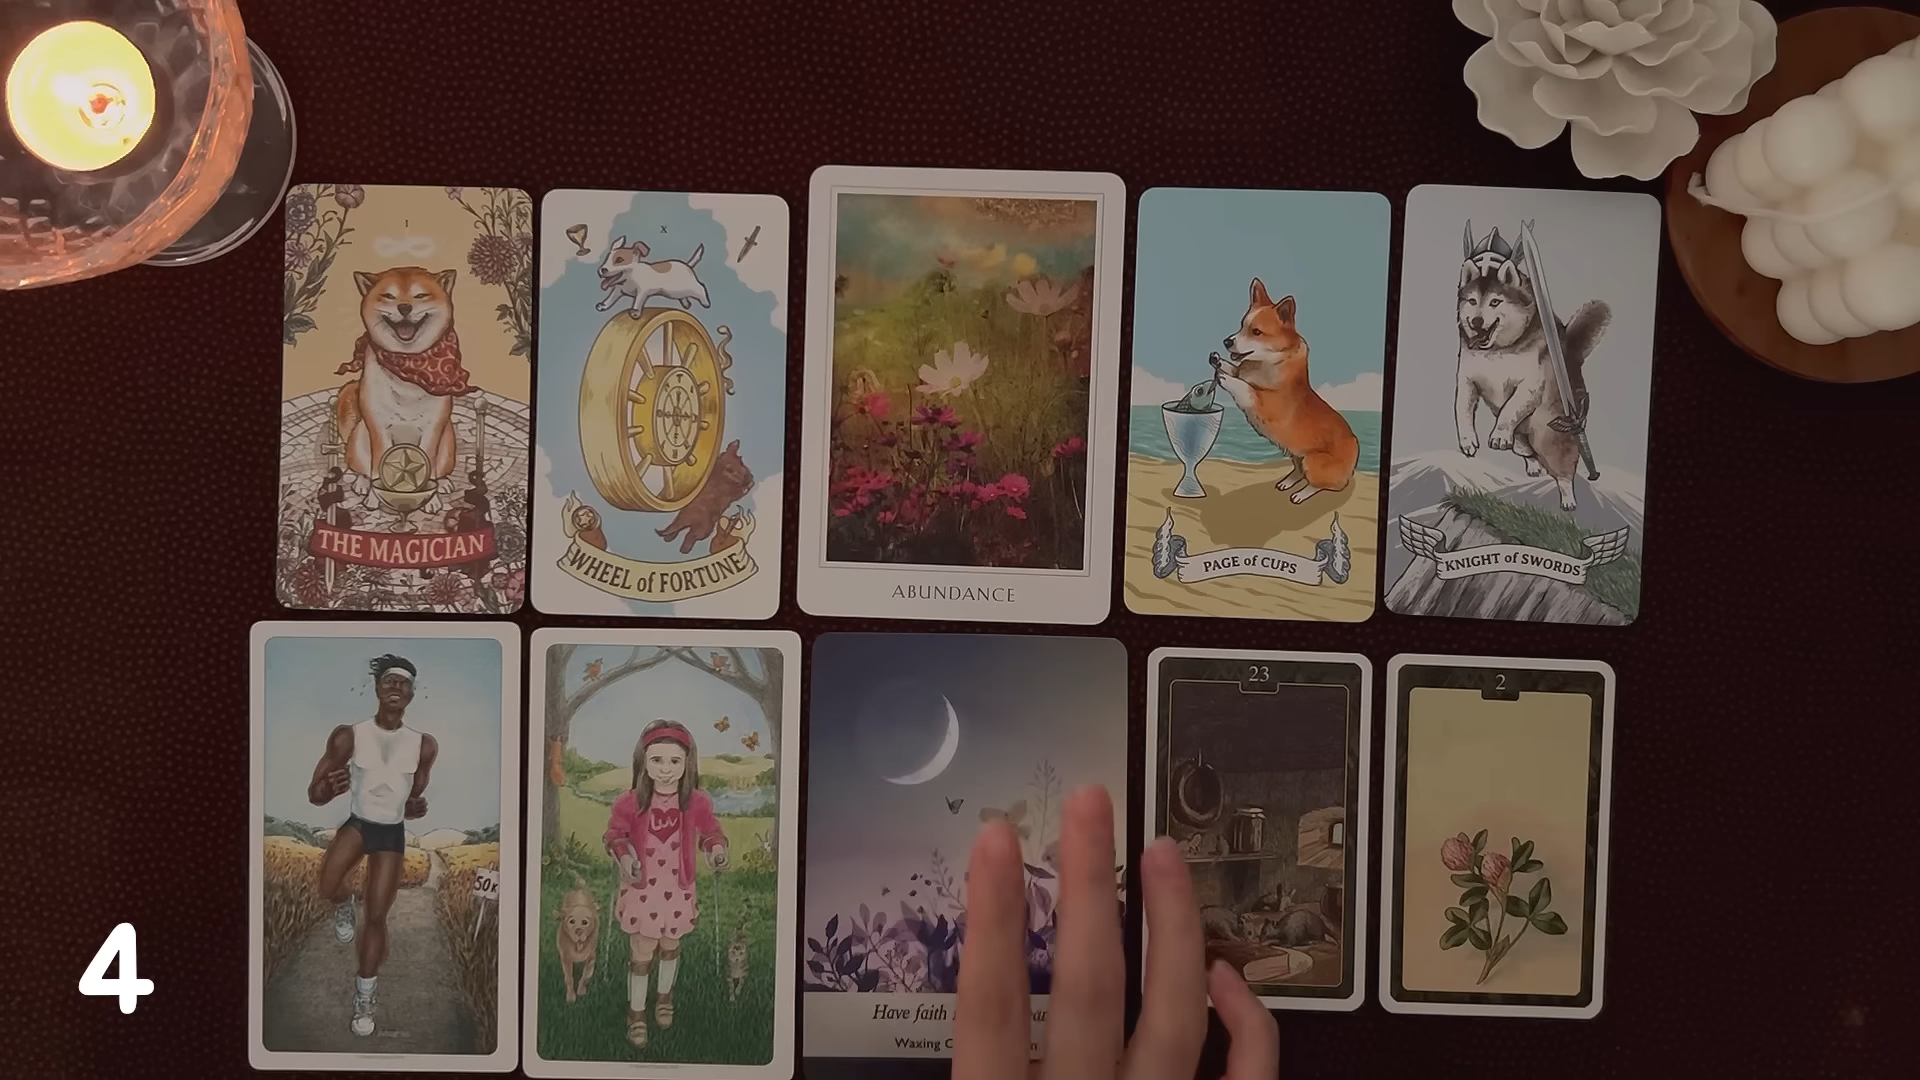 I
THE MAGICIAN
X
WHEEL of FORTUNE
ABUNDANCE
PAGE of CUPS
KNIGHT of SWORDS
50K
LUV
Have faith
Waxing
23
2
4